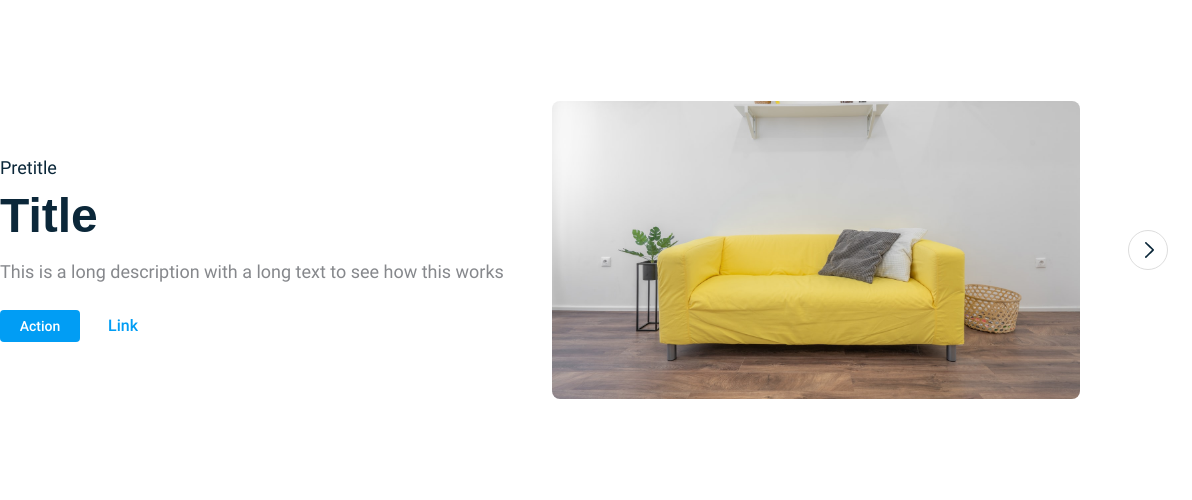 Pretitle
Title
This is a long description with a long text to see how this works
Action
Link